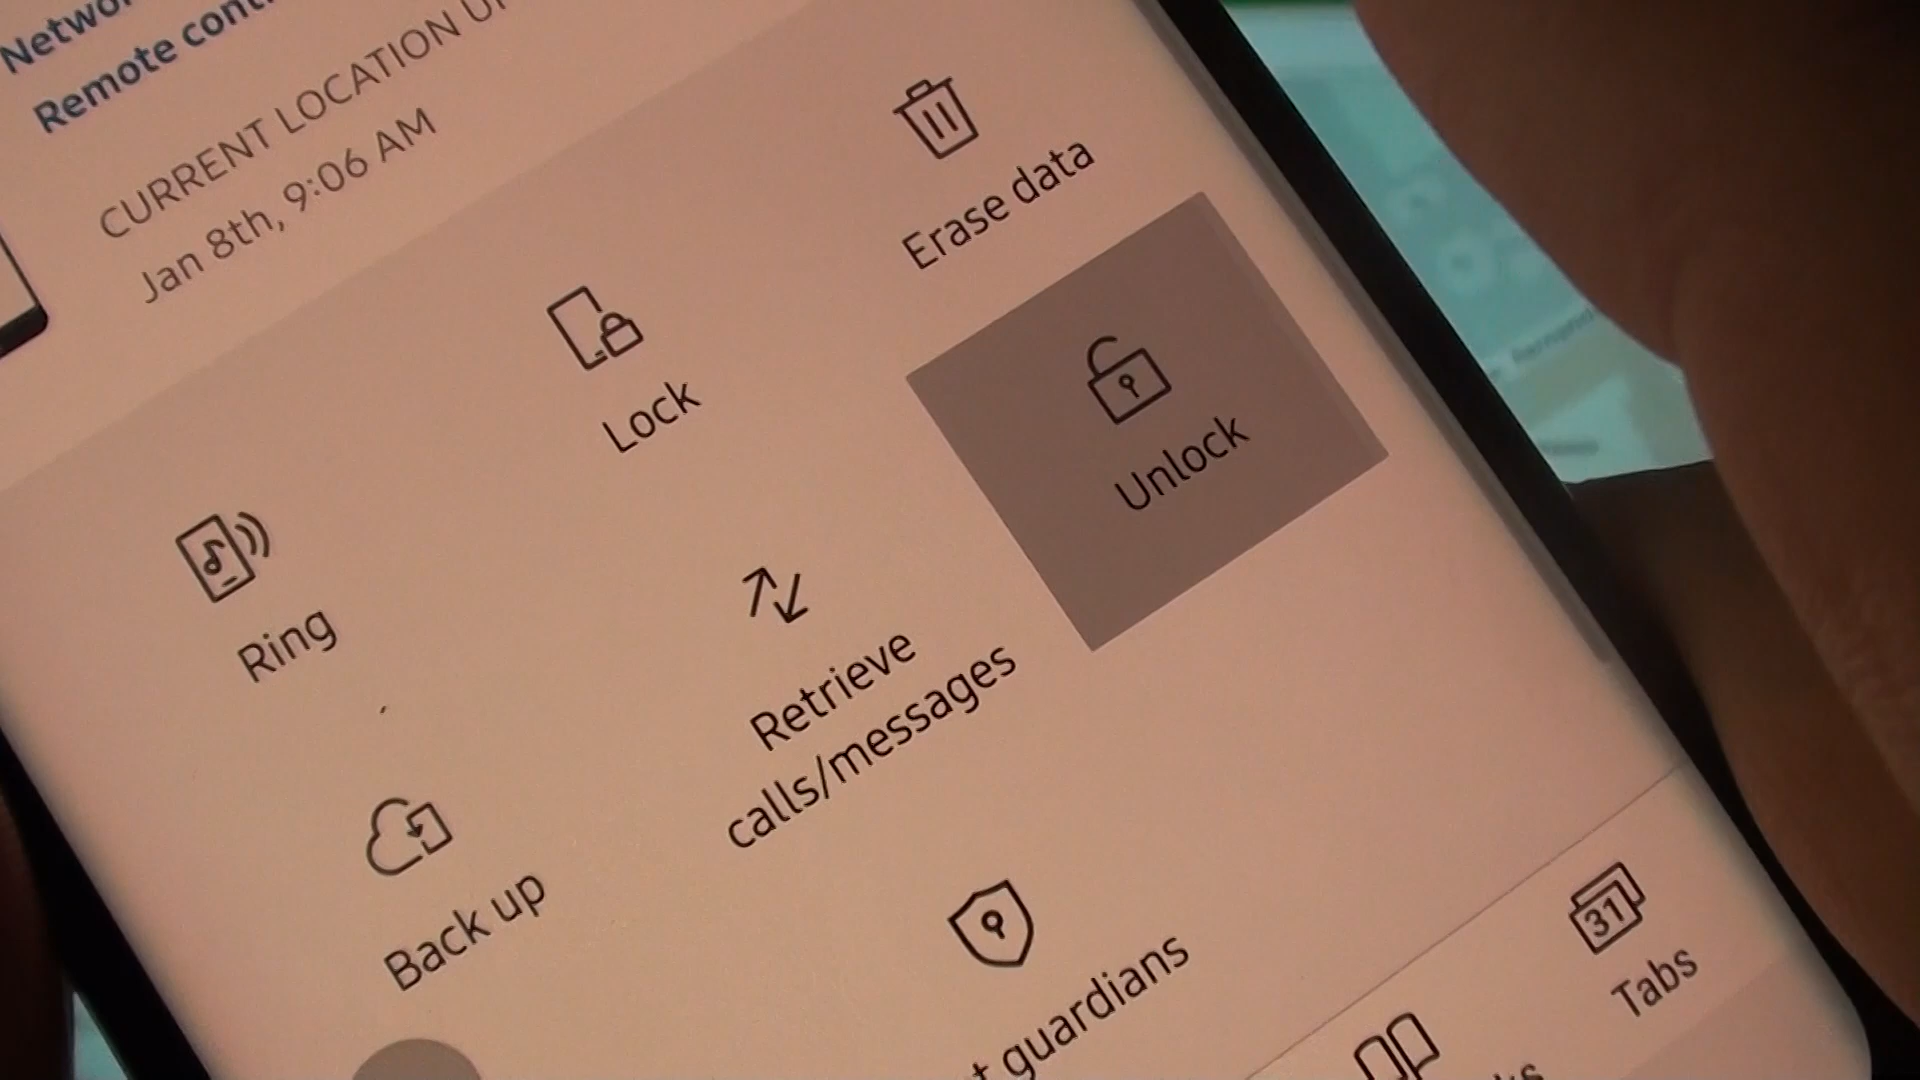 Remote
CURRENT LOCATION
Jan 8th, 9:06 AM
Erase data
Lock
Unlock
Ring
Retrieve
calls/messages
Back up
guardians
31
Tabs